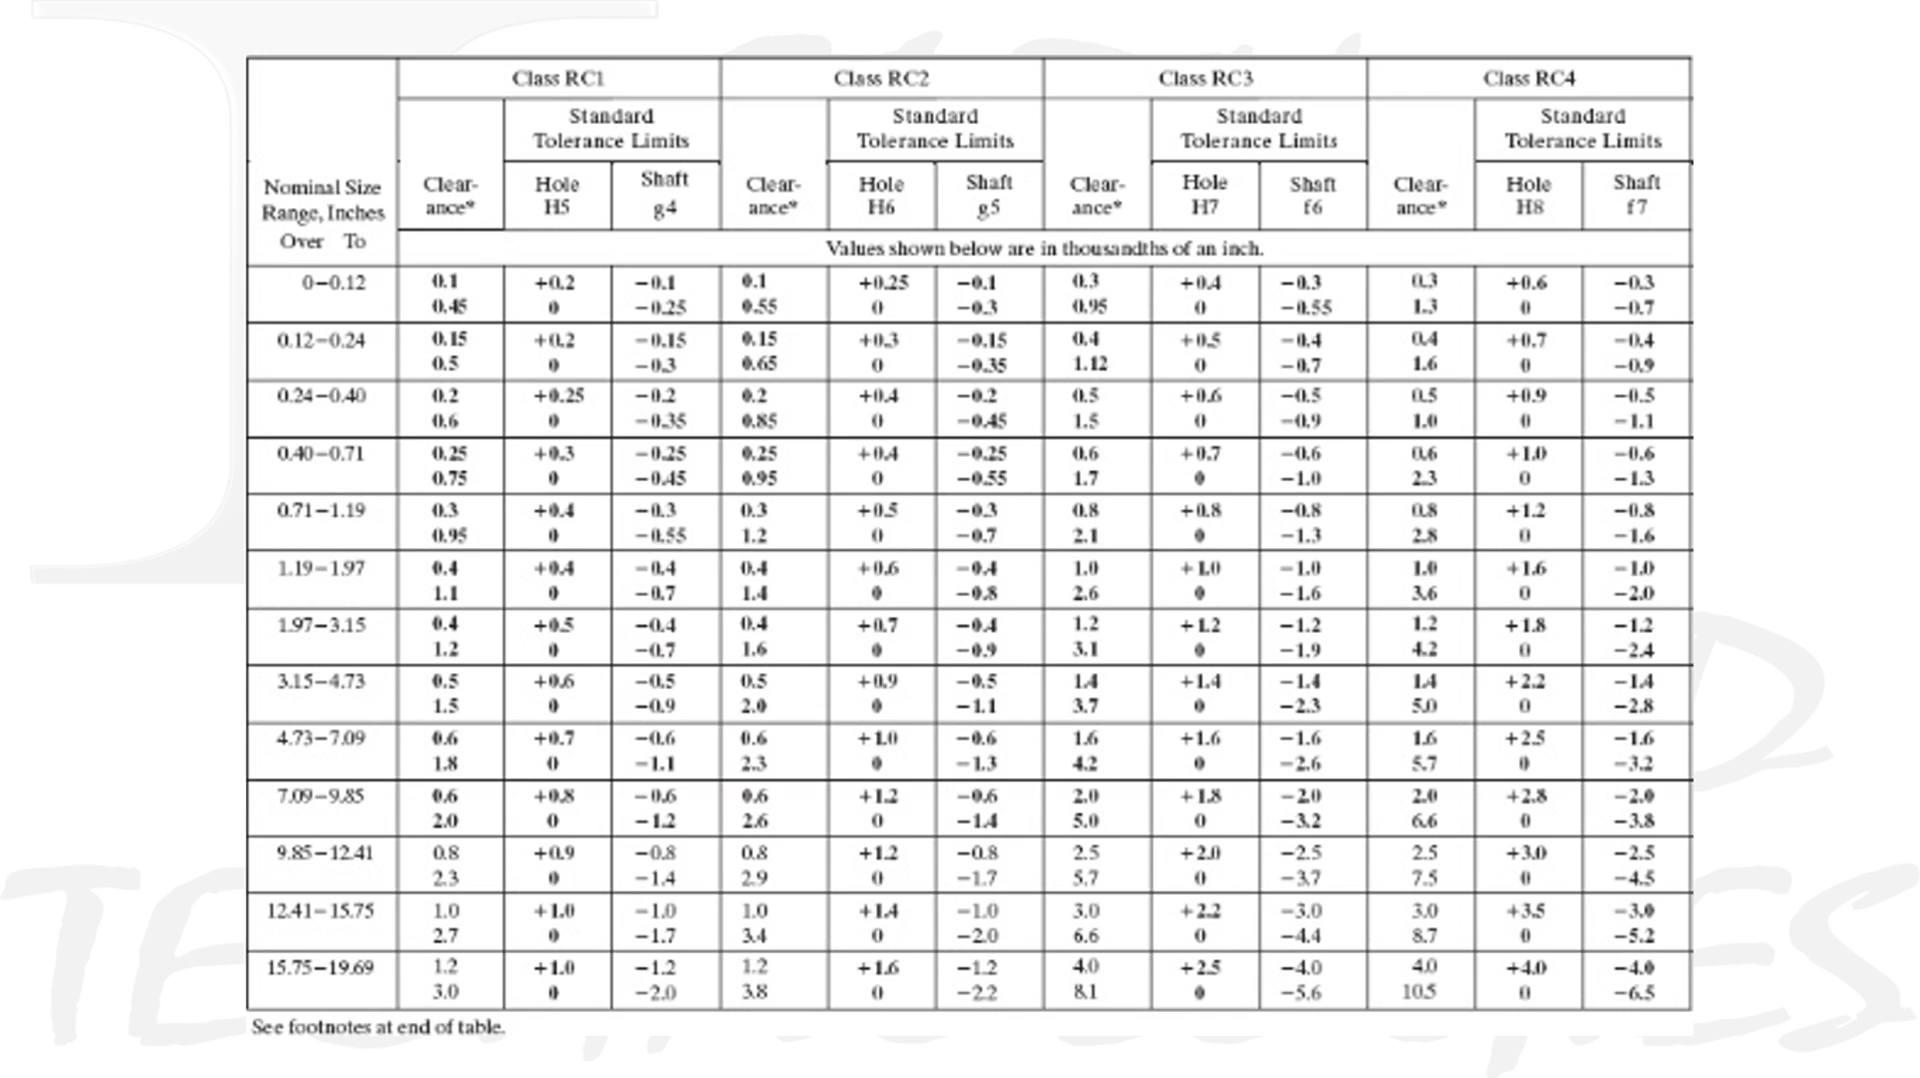 Class RC1 Class RC2 Class RC3 Class RC4
Standard Standard Standard Standard
Tolerance Limits Tolerance Limits Tolerance Limits Tolerance Limits
Nominal Size Clear- Hole Shaft Clear- Hole Shaft Clear- Hole Shaft Clear- Hole Shaft
Range, Inches ance* H5 g4 ance* H6 g5 ance* H7 f6 ance* H8 f7
Over To
Values shown below are in thousandths of an inch.
0–0.12 0.1 +0.2 –0.1 0.1 +0.25 –0.1 0.3 +0.4 –0.3 0.3 +0.6 –0.3
0.45 0 –0.25 0.55 0 –0.3 0.95 0 –0.55 1.3 0 –0.7
0.12–0.24 0.15 +0.2 –0.15 0.15 +0.3 –0.15 0.4 +0.5 –0.4 0.4 +0.7 –0.4
0.5 0 –0.3 0.65 0 –0.35 1.12 0 –0.7 1.6 0 –0.9
0.24–0.40 0.2 +0.25 –0.2 0.2 +0.4 –0.2 0.5 +0.6 –0.5 0.5 +0.9 –0.5
0.6 0 –0.35 0.85 0 –0.45 1.5 0 –0.9 1.0 0 –1.1
0.40–0.71 0.25 +0.3 –0.25 0.25 +0.4 –0.25 0.6 +0.7 –0.6 0.6 +1.0 –0.6
0.75 0 –0.45 0.95 0 –0.55 1.7 0 –1.0 2.3 0 –1.3
0.71–1.19 0.3 +0.4 –0.3 0.3 +0.5 –0.3 0.8 +0.8 –0.8 0.8 +1.2 –0.8
0.95 0 –0.55 1.2 0 –0.7 2.1 0 –1.3 2.8 0 –1.6
1.19–1.97 0.4 +0.4 –0.4 0.4 +0.6 –0.4 1.0 +1.0 –1.0 1.0 +1.6 –1.0
1.1 0 –0.7 1.4 0 –0.8 2.6 0 –1.6 3.6 0 –2.0
1.97–3.15 0.4 +0.5 –0.4 0.4 +0.7 –0.4 1.2 +1.2 –1.2 1.2 +1.8 –1.2
1.2 0 –0.7 1.6 0 –0.9 3.1 0 –1.9 4.2 0 –2.4
3.15–4.73 0.5 +0.6 –0.5 0.5 +0.9 –0.5 1.4 +1.4 –1.4 1.4 +2.2 –1.4
1.5 0 –0.9 2.0 0 –1.1 3.7 0 –2.3 5.0 0 –2.8
4.73–7.09 0.6 +0.7 –0.6 0.6 +1.0 –0.6 1.6 +1.6 –1.6 1.6 +2.5 –1.6
1.8 0 –1.1 2.3 0 –1.3 4.2 0 –2.6 5.7 0 –3.2
7.09–9.85 0.6 +0.8 –0.6 0.6 +1.2 –0.6 2.0 +1.8 –2.0 2.0 +2.8 –2.0
2.0 0 –1.2 2.6 0 –1.4 5.0 0 –3.2 6.6 0 –3.8
9.85–12.41 0.8 +0.9 –0.8 0.8 +1.2 –0.8 2.5 +2.0 –2.5 2.5 +3.0 –2.5
2.3 0 –1.4 2.9 0 –1.7 5.7 0 –3.7 7.5 0 –4.5
12.41–15.75 1.0 +1.0 –1.0 1.0 +1.4 –1.0 3.0 +2.2 –3.0 3.0 +3.5 –3.0
2.7 0 –1.7 3.4 0 –2.0 6.6 0 –4.4 8.7 0 –5.2
15.75–19.69 1.2 +1.0 –1.2 1.2 +1.6 –1.2 4.0 +2.5 –4.0 4.0 +4.0 –4.0
3.0 0 –2.0 3.8 0 –2.2 8.1 0 –5.6 10.5 0 –6.5
See footnotes at end of table.